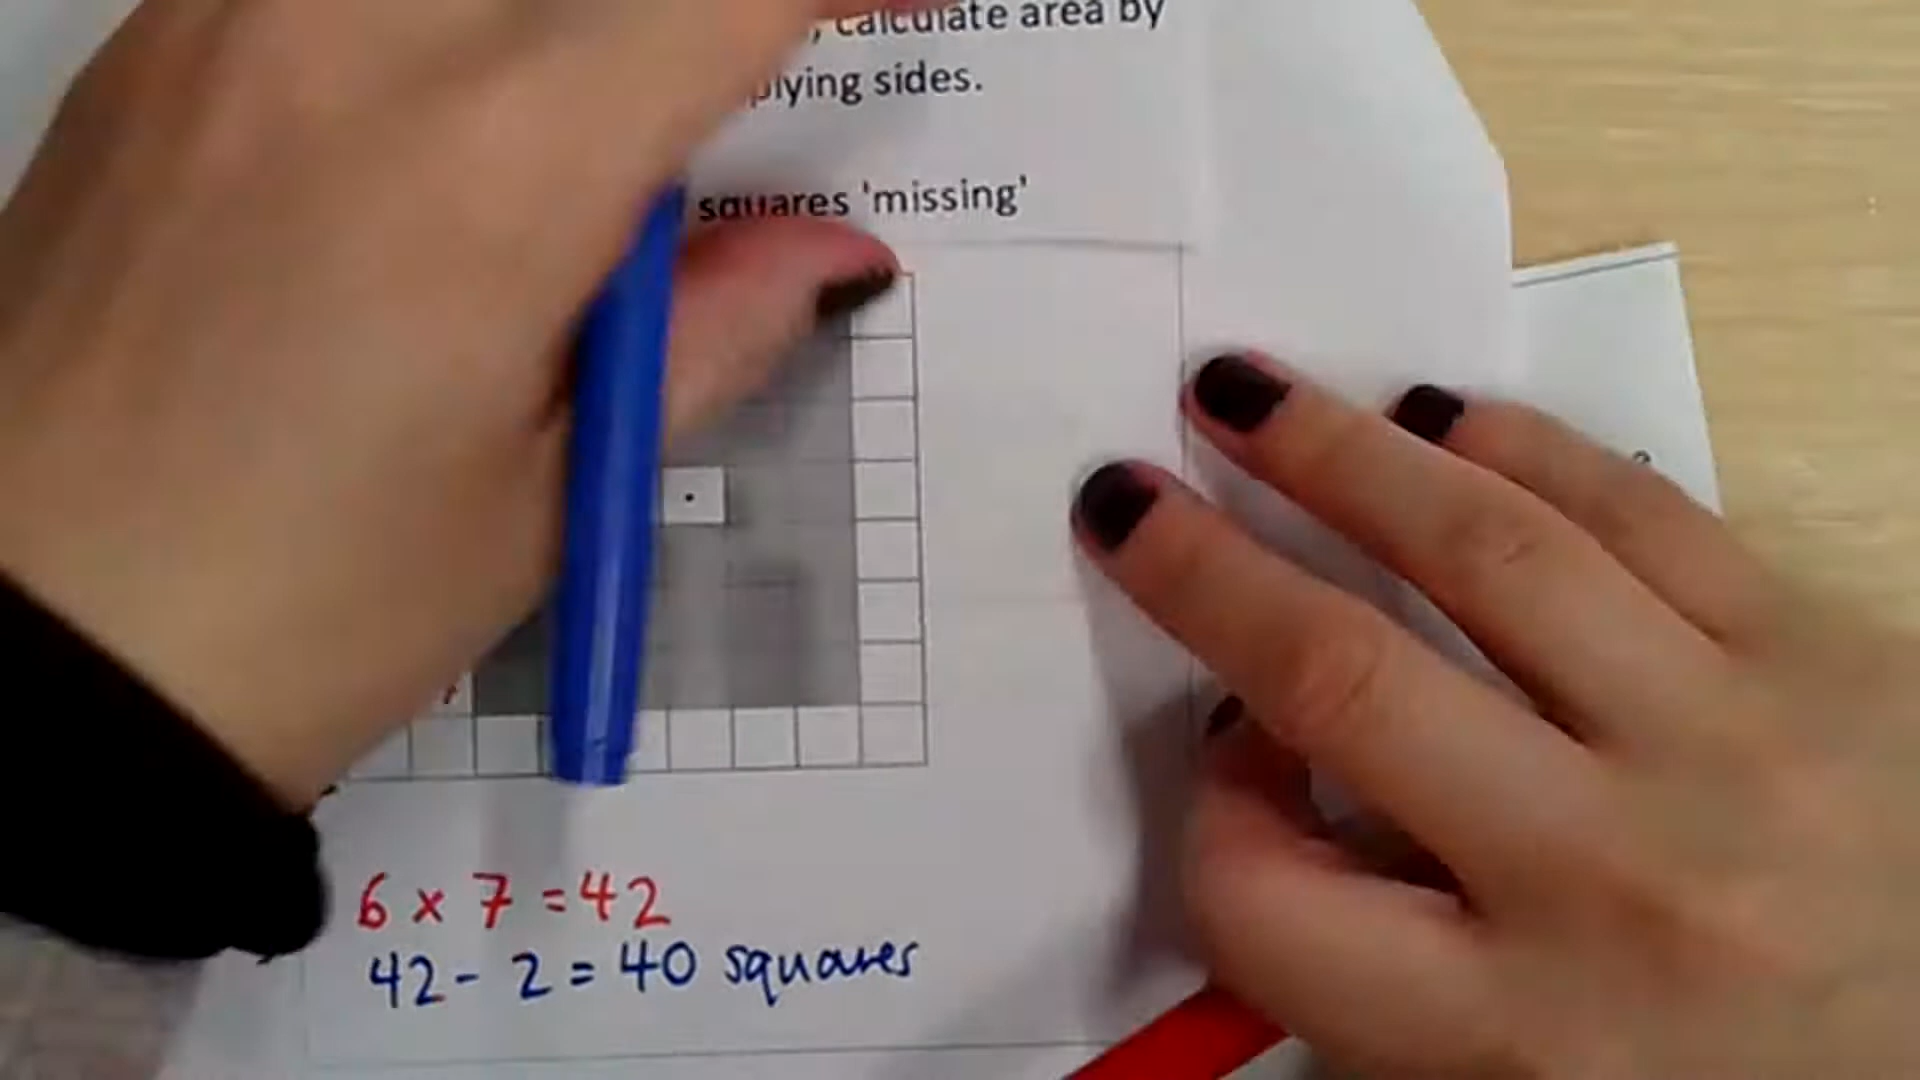 , calculate area by
plying sides.
squares 'missing'
6 x 7 = 42
42 - 2 = 40 squares